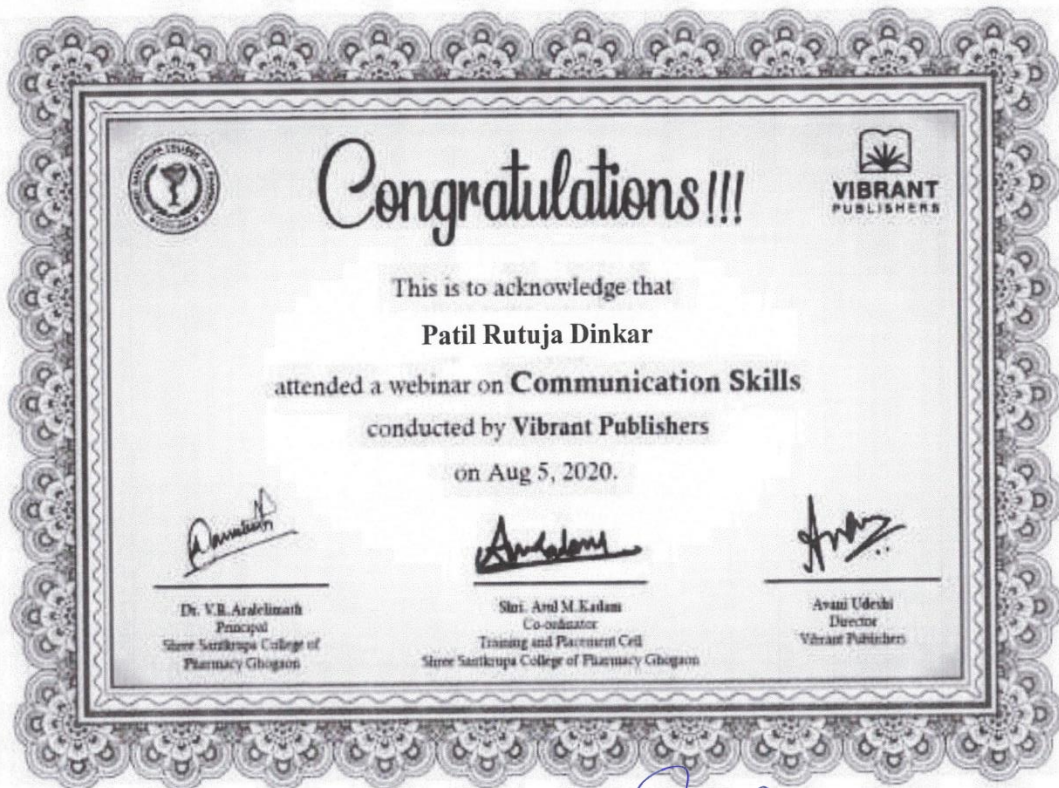 Congratulations!!!
VIBRANT
PUBLISHERS
This is to acknowledge that
Patil Rutuja Dinkar
attended a webinar on Communication Skills
conducted by Vibrant Publishers
on Aug 5, 2020.
Dr. V.R. Aralelimath
Principal
Shree Santkrupa College of
Pharmacy Ghogaon
Shri. Amol M. Kadam
Co-ordinator
Training and Placement Cell
Shree Santkrupa College of Pharmacy Ghogaon
Avani Udeshi
Director
Vibrant Publishers